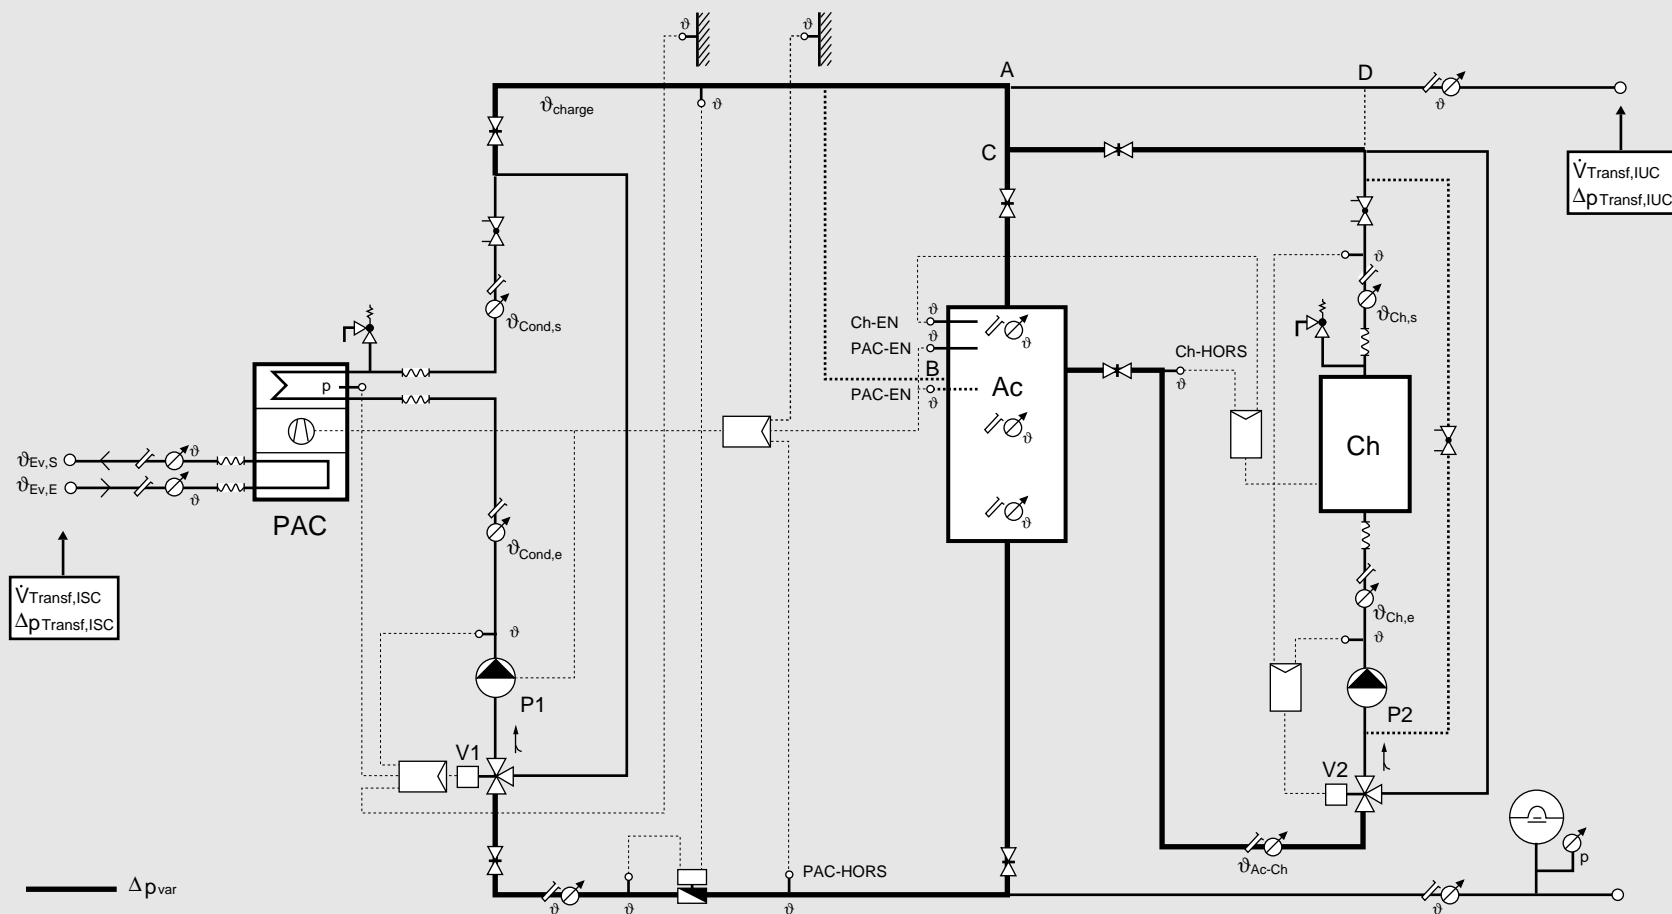 ϑ
ϑ
A
D
ϑcharge
ϑ
ϑ
C
V̇Transf,IUC
ΔpTransf,IUC
ϑ
ϑCond,s
Ch-EN
ϑ
ϑ
ϑCh,s
PAC-EN
ϑ
ϑ
Ch-HORS
B
p
Ac
ϑ
PAC-EN
ϑ
ϑ
Ch
ϑEv,S
ϑ
ϑEv,E
ϑ
PAC
ϑ
ϑCond,e
V̇Transf,ISC
ΔpTransf,ISC
ϑCh,e
ϑ
ϑ
P1
P2
V1
V2
p
ϑAc-Ch
PAC-HORS
Δpvar
ϑ
ϑ
ϑ
ϑ